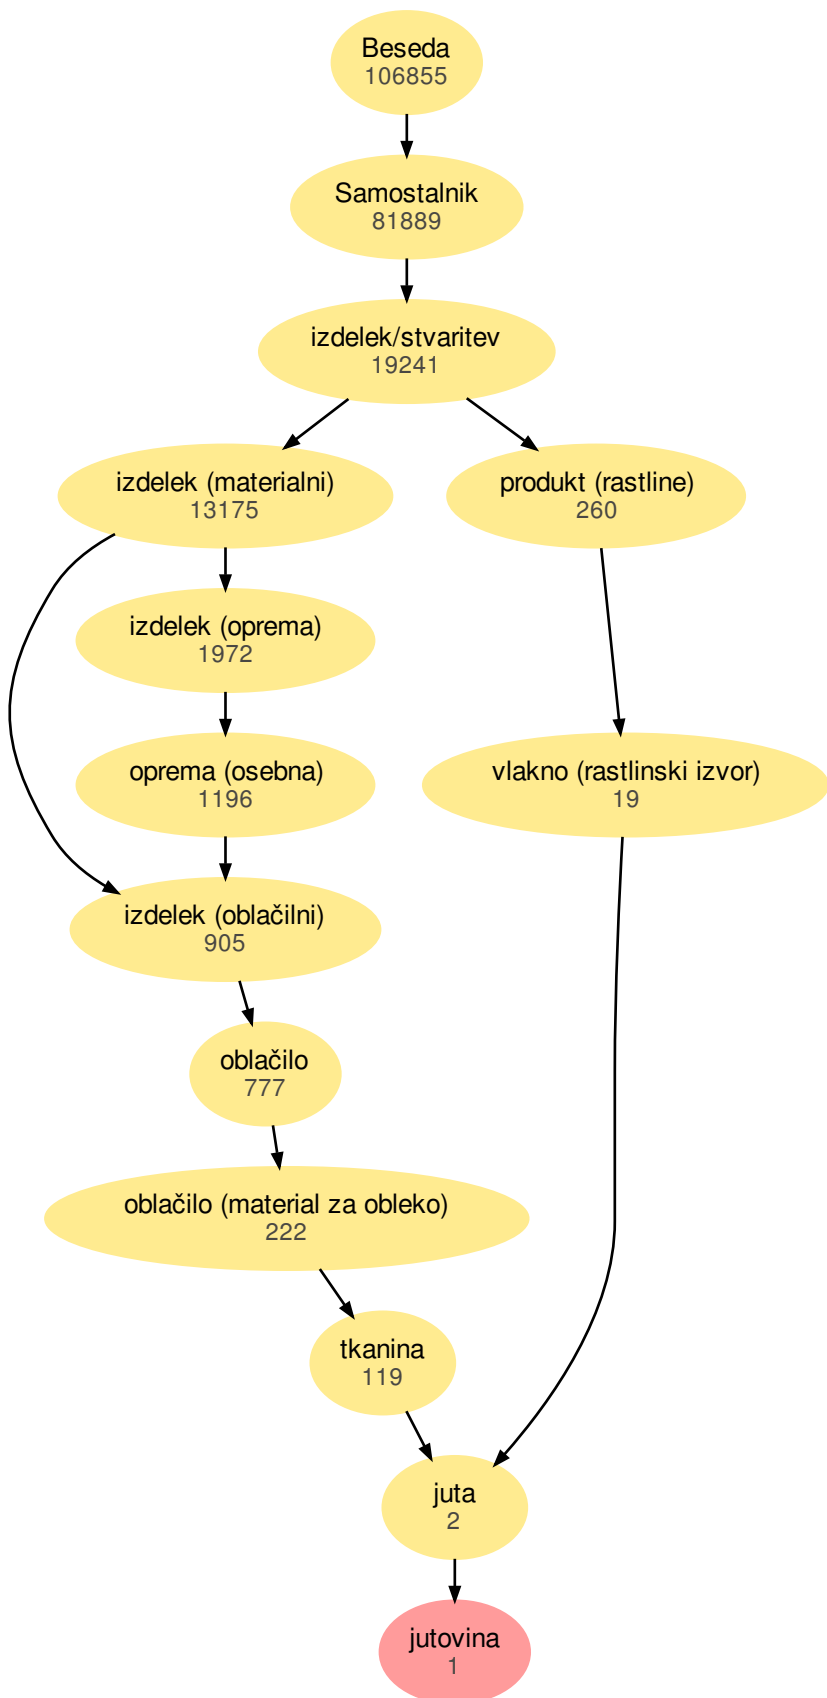 Beseda
106855
Samostalnik
81889
izdelek/stvaritev
19241
izdelek (materialni)
13175
produkt (rastline)
260
izdelek (oprema)
1972
oprema (osebna)
1196
vlakno (rastlinski izvor)
19
izdelek (oblačilni)
905
oblačilo
777
oblačilo (material za obleko)
222
tkanina
119
juta
2
jutovina
1